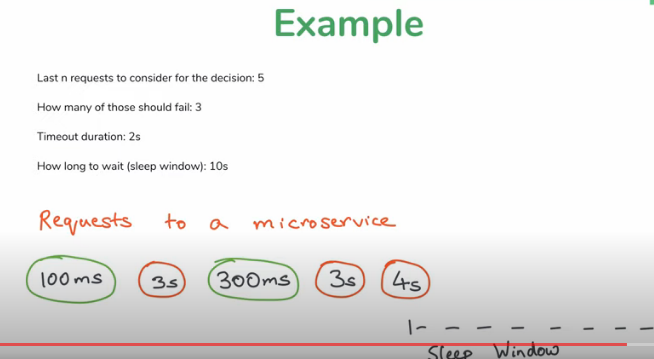 Example
Last n requests to consider for the decision: 5
How many of those should fail: 3
Timeout duration: 2s
How long to wait (sleep window): 10s
Requests to a microservice
100ms 3s 300ms 3s 4s
Sleep Window